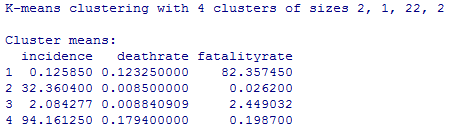 K-means clustering with 4 clusters of sizes 2, 1, 22, 2
Cluster means:
incidence deathrate fatalityrate
1 0.125850 0.123250000 82.357450
2 32.360400 0.008500000 0.026200
3 2.084277 0.008840909 2.449032
4 94.161250 0.179400000 0.198700